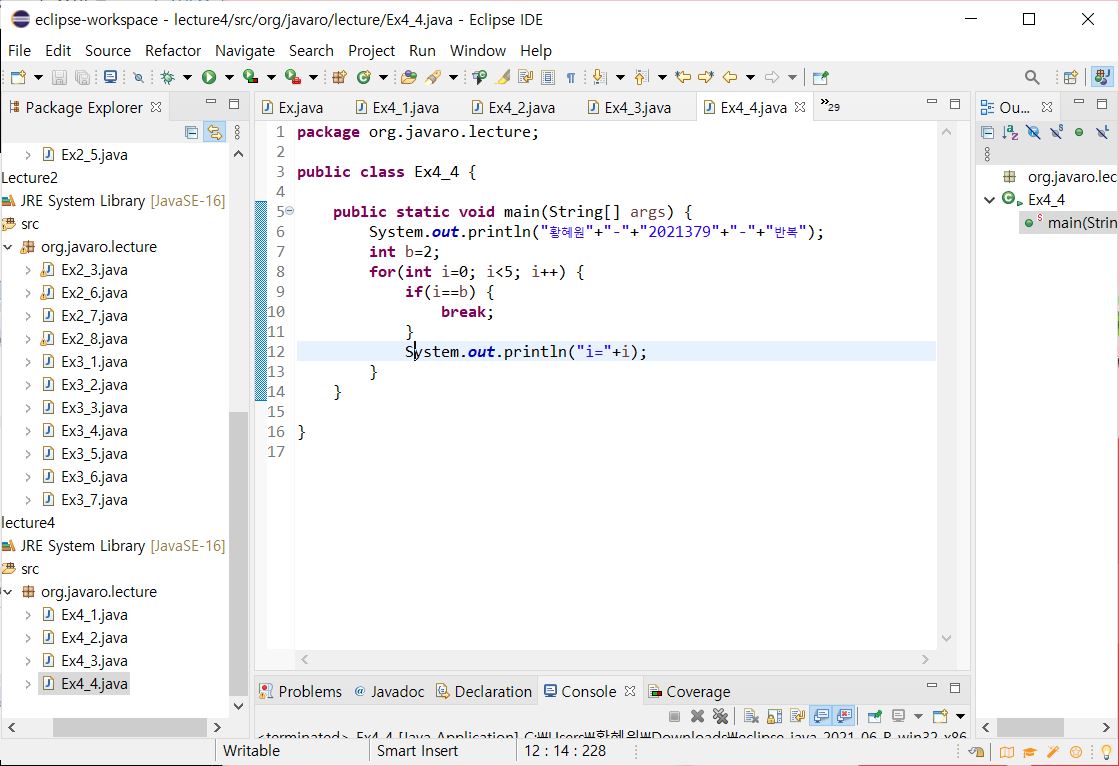 eclipse-workspace - lecture4/src/org/javaro/lecture/Ex4_4.java - Eclipse IDE
File Edit Source Refactor Navigate Search Project Run Window Help
Package Explorer
Ex2_5.java
Lecture2
JRE System Library [JavaSE-16]
src
org.javaro.lecture
Ex2_3.java
Ex2_6.java
Ex2_7.java
Ex2_8.java
Ex3_1.java
Ex3_2.java
Ex3_3.java
Ex3_4.java
Ex3_5.java
Ex3_6.java
Ex3_7.java
lecture4
JRE System Library [JavaSE-16]
src
org.javaro.lecture
Ex4_1.java
Ex4_2.java
Ex4_3.java
Ex4_4.java
Ex.java Ex4_1.java Ex4_2.java Ex4_3.java Ex4_4.java »29
1 package org.javaro.lecture;
2
3 public class Ex4_4 {
4
5 public static void main(String[] args) {
6 System.out.println("황혜원"+"-"+"2021379"+"-"+"반복");
7 int b=2;
8 for(int i=0; i<5; i++) {
9 if(i==b) {
10 break;
11 }
12 System.out.println("i="+i);
13 }
14 }
15
16 }
17
Ou...
org.javaro.lec
Ex4_4
main(Strin
Problems @ Javadoc Declaration Console Coverage
<terminated> Ex4_4 [Java Application] C:₩Users₩황혜원₩Downloads₩eclipse-java-2021-06-R-win32-x86
Writable Smart Insert 12 : 14 : 228